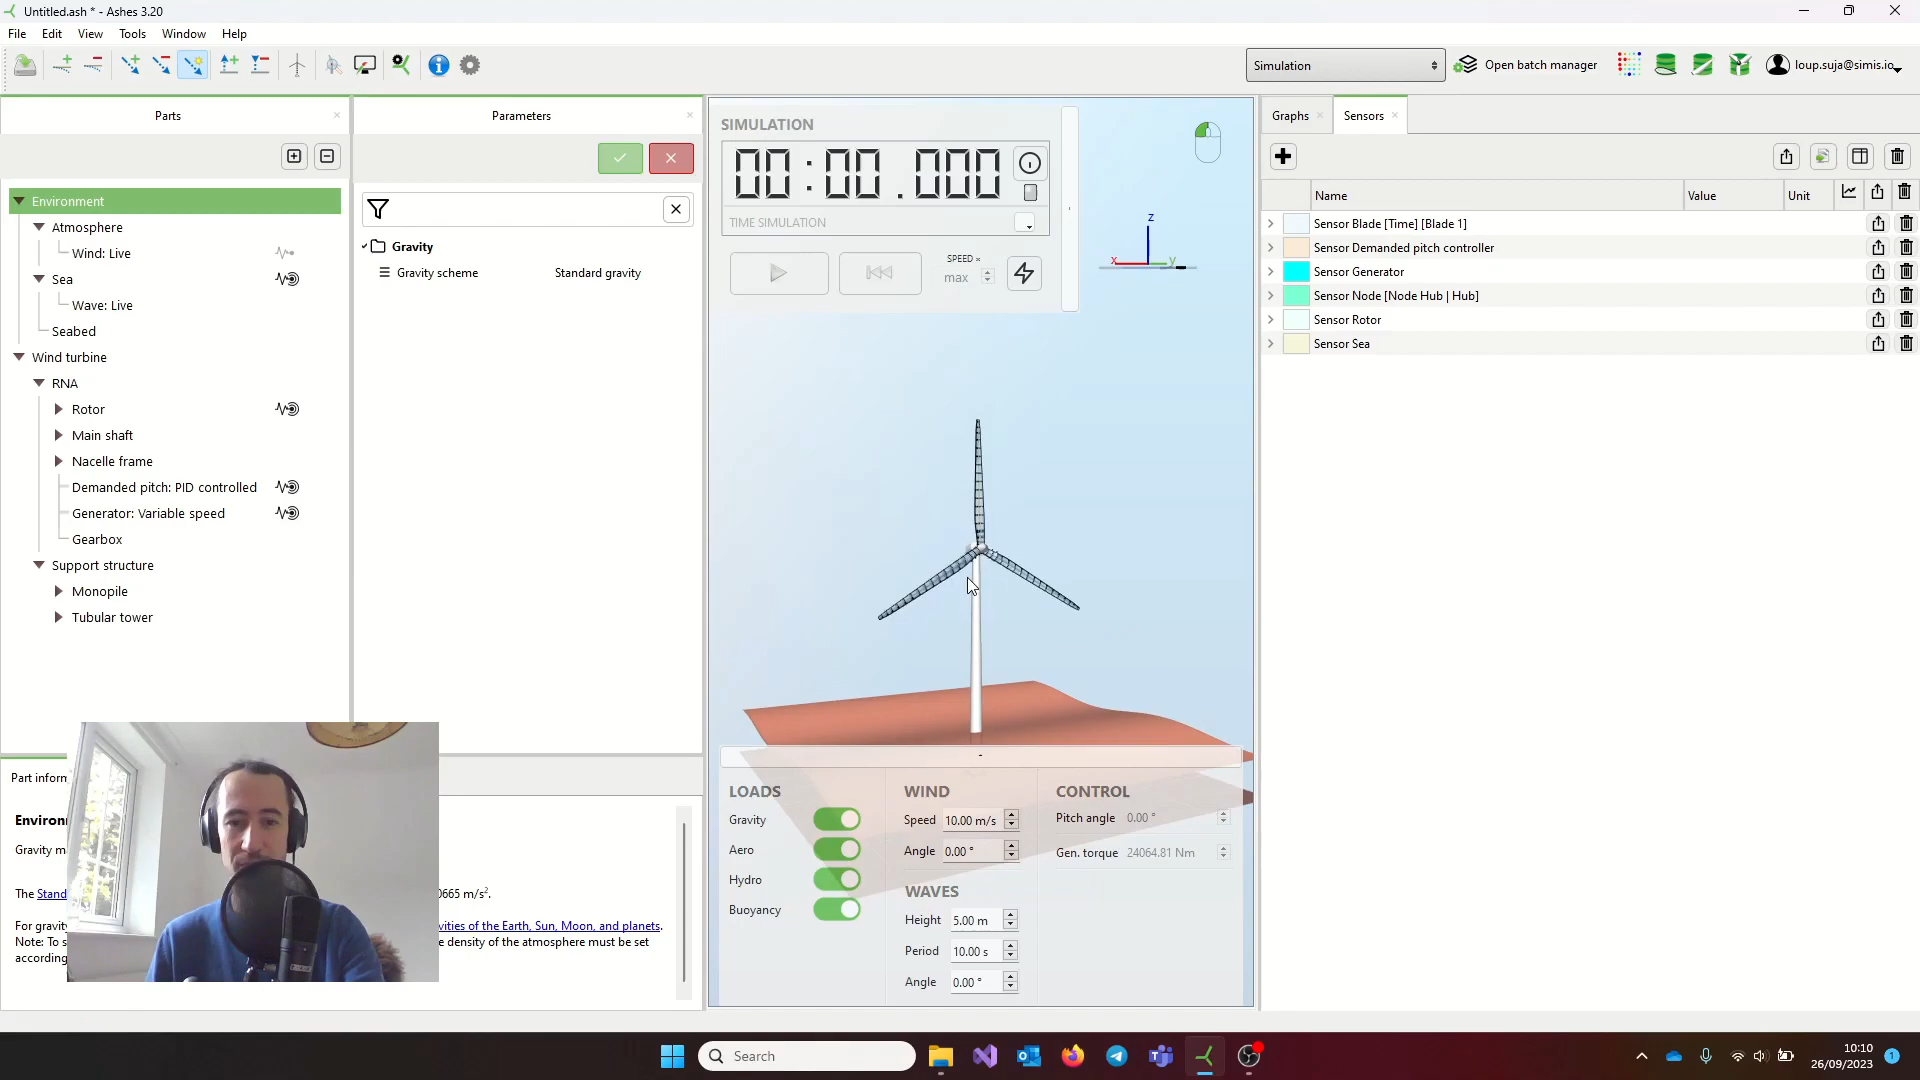 Untitled.ash * - Ashes 3.20
File Edit View Tools Window Help
Simulation
Open batch manager
loup.suja@simis.io
Parts
Parameters
Graphs
Sensors
Environment
Atmosphere
Wind: Live
Sea
Wave: Live
Seabed
Wind turbine
RNA
Rotor
Main shaft
Nacelle frame
Demanded pitch: PID controlled
Generator: Variable speed
Gearbox
Support structure
Monopile
Tubular tower
Gravity
Gravity scheme Standard gravity
SIMULATION
00:00.000
TIME SIMULATION
SPEED ×
max
z
x
y
Name Value Unit
Sensor Blade [Time] [Blade 1]
Sensor Demanded pitch controller
Sensor Generator
Sensor Node [Node Hub | Hub]
Sensor Rotor
Sensor Sea
LOADS
Gravity
Aero
Hydro
Buoyancy
WIND
Speed 10.00 m/s
Angle 0.00 °
WAVES
Height 5.00 m
Period 10.00 s
Angle 0.00 °
CONTROL
Pitch angle 0.00 °
Gen. torque 24064.81 Nm
Part inform
Environ
Gravity m
The Stand 0665 m/s².
For gravity vities of the Earth, Sun, Moon, and planets.
Note: To s e density of the atmosphere must be set
accordin
Search
10:10
26/09/2023
1